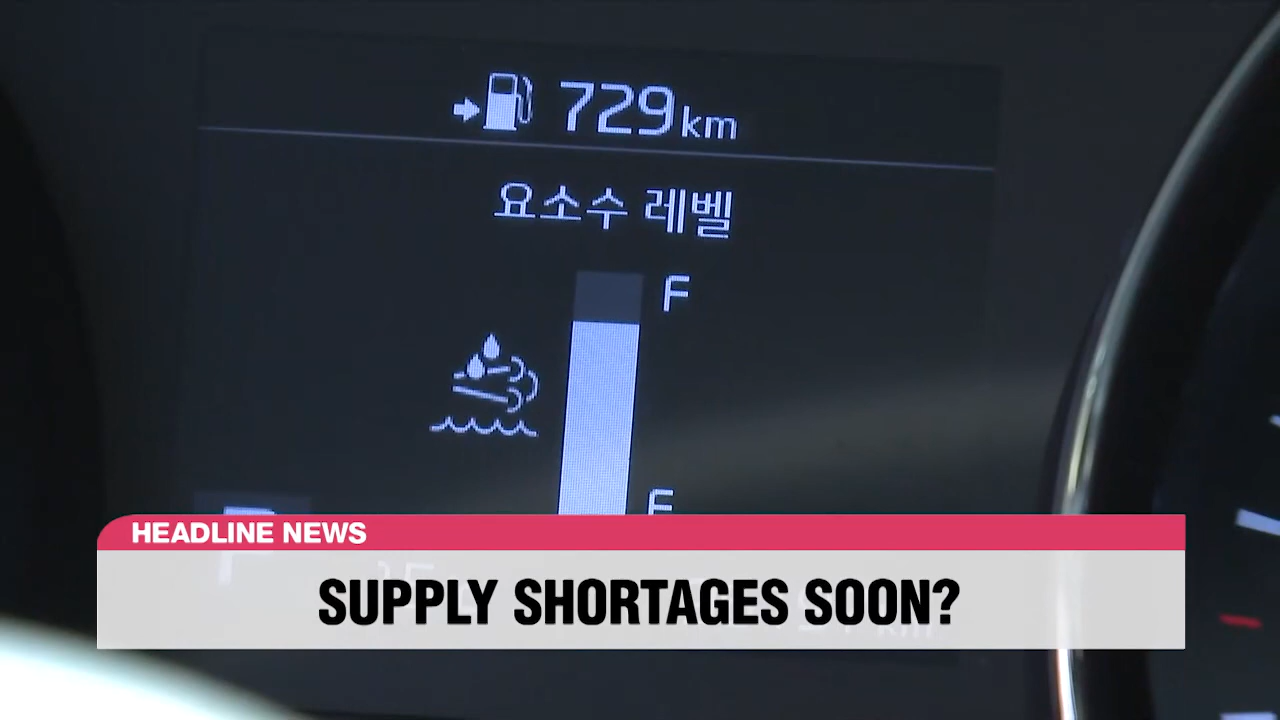 729km
요소수 레벨
F
E
HEADLINE NEWS
SUPPLY SHORTAGES SOON?